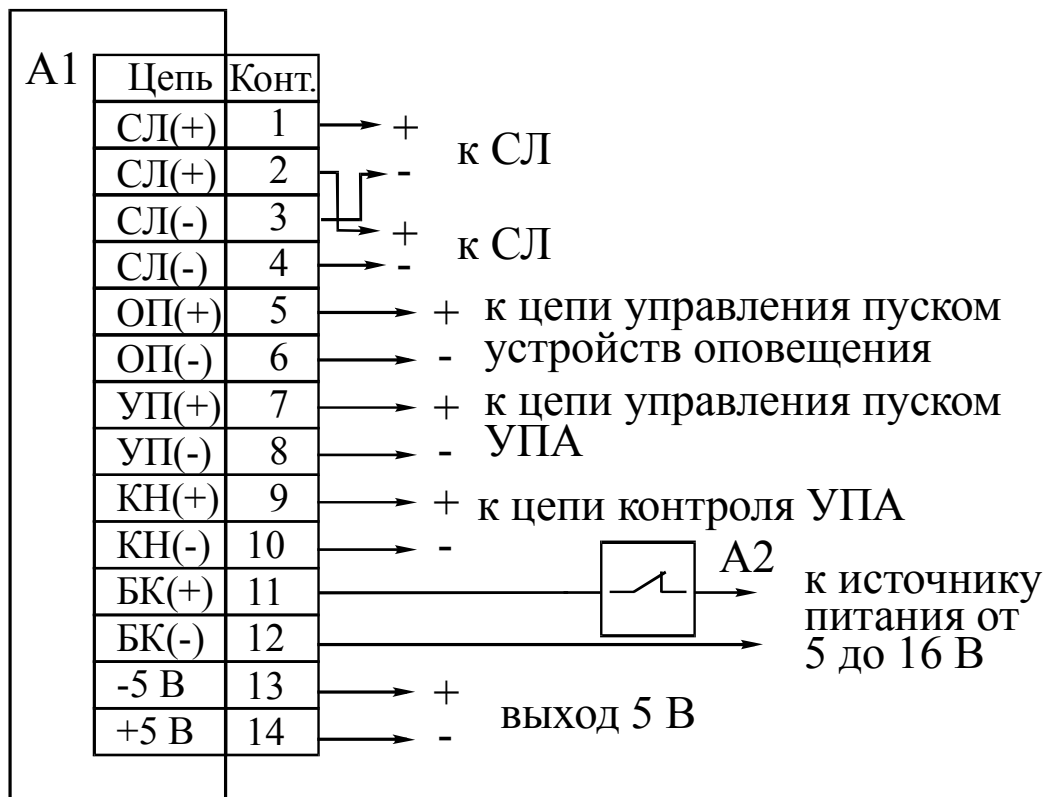 А1
Цепь Конт.
СЛ(+) 1 +
к СЛ
СЛ(+) 2 -
СЛ(-) 3 +
к СЛ
СЛ(-) 4 -
ОП(+) 5 + к цепи управления пуском
ОП(-) 6 - устройств оповещения
УП(+) 7 + к цепи управления пуском
УП(-) 8 - УПА
КН(+) 9 + к цепи контроля УПА
КН(-) 10 -
А2
БК(+) 11 к источнику
питания от
БК(-) 12 5 до 16 В
-5 В 13 +
выход 5 В
+5 В 14 -